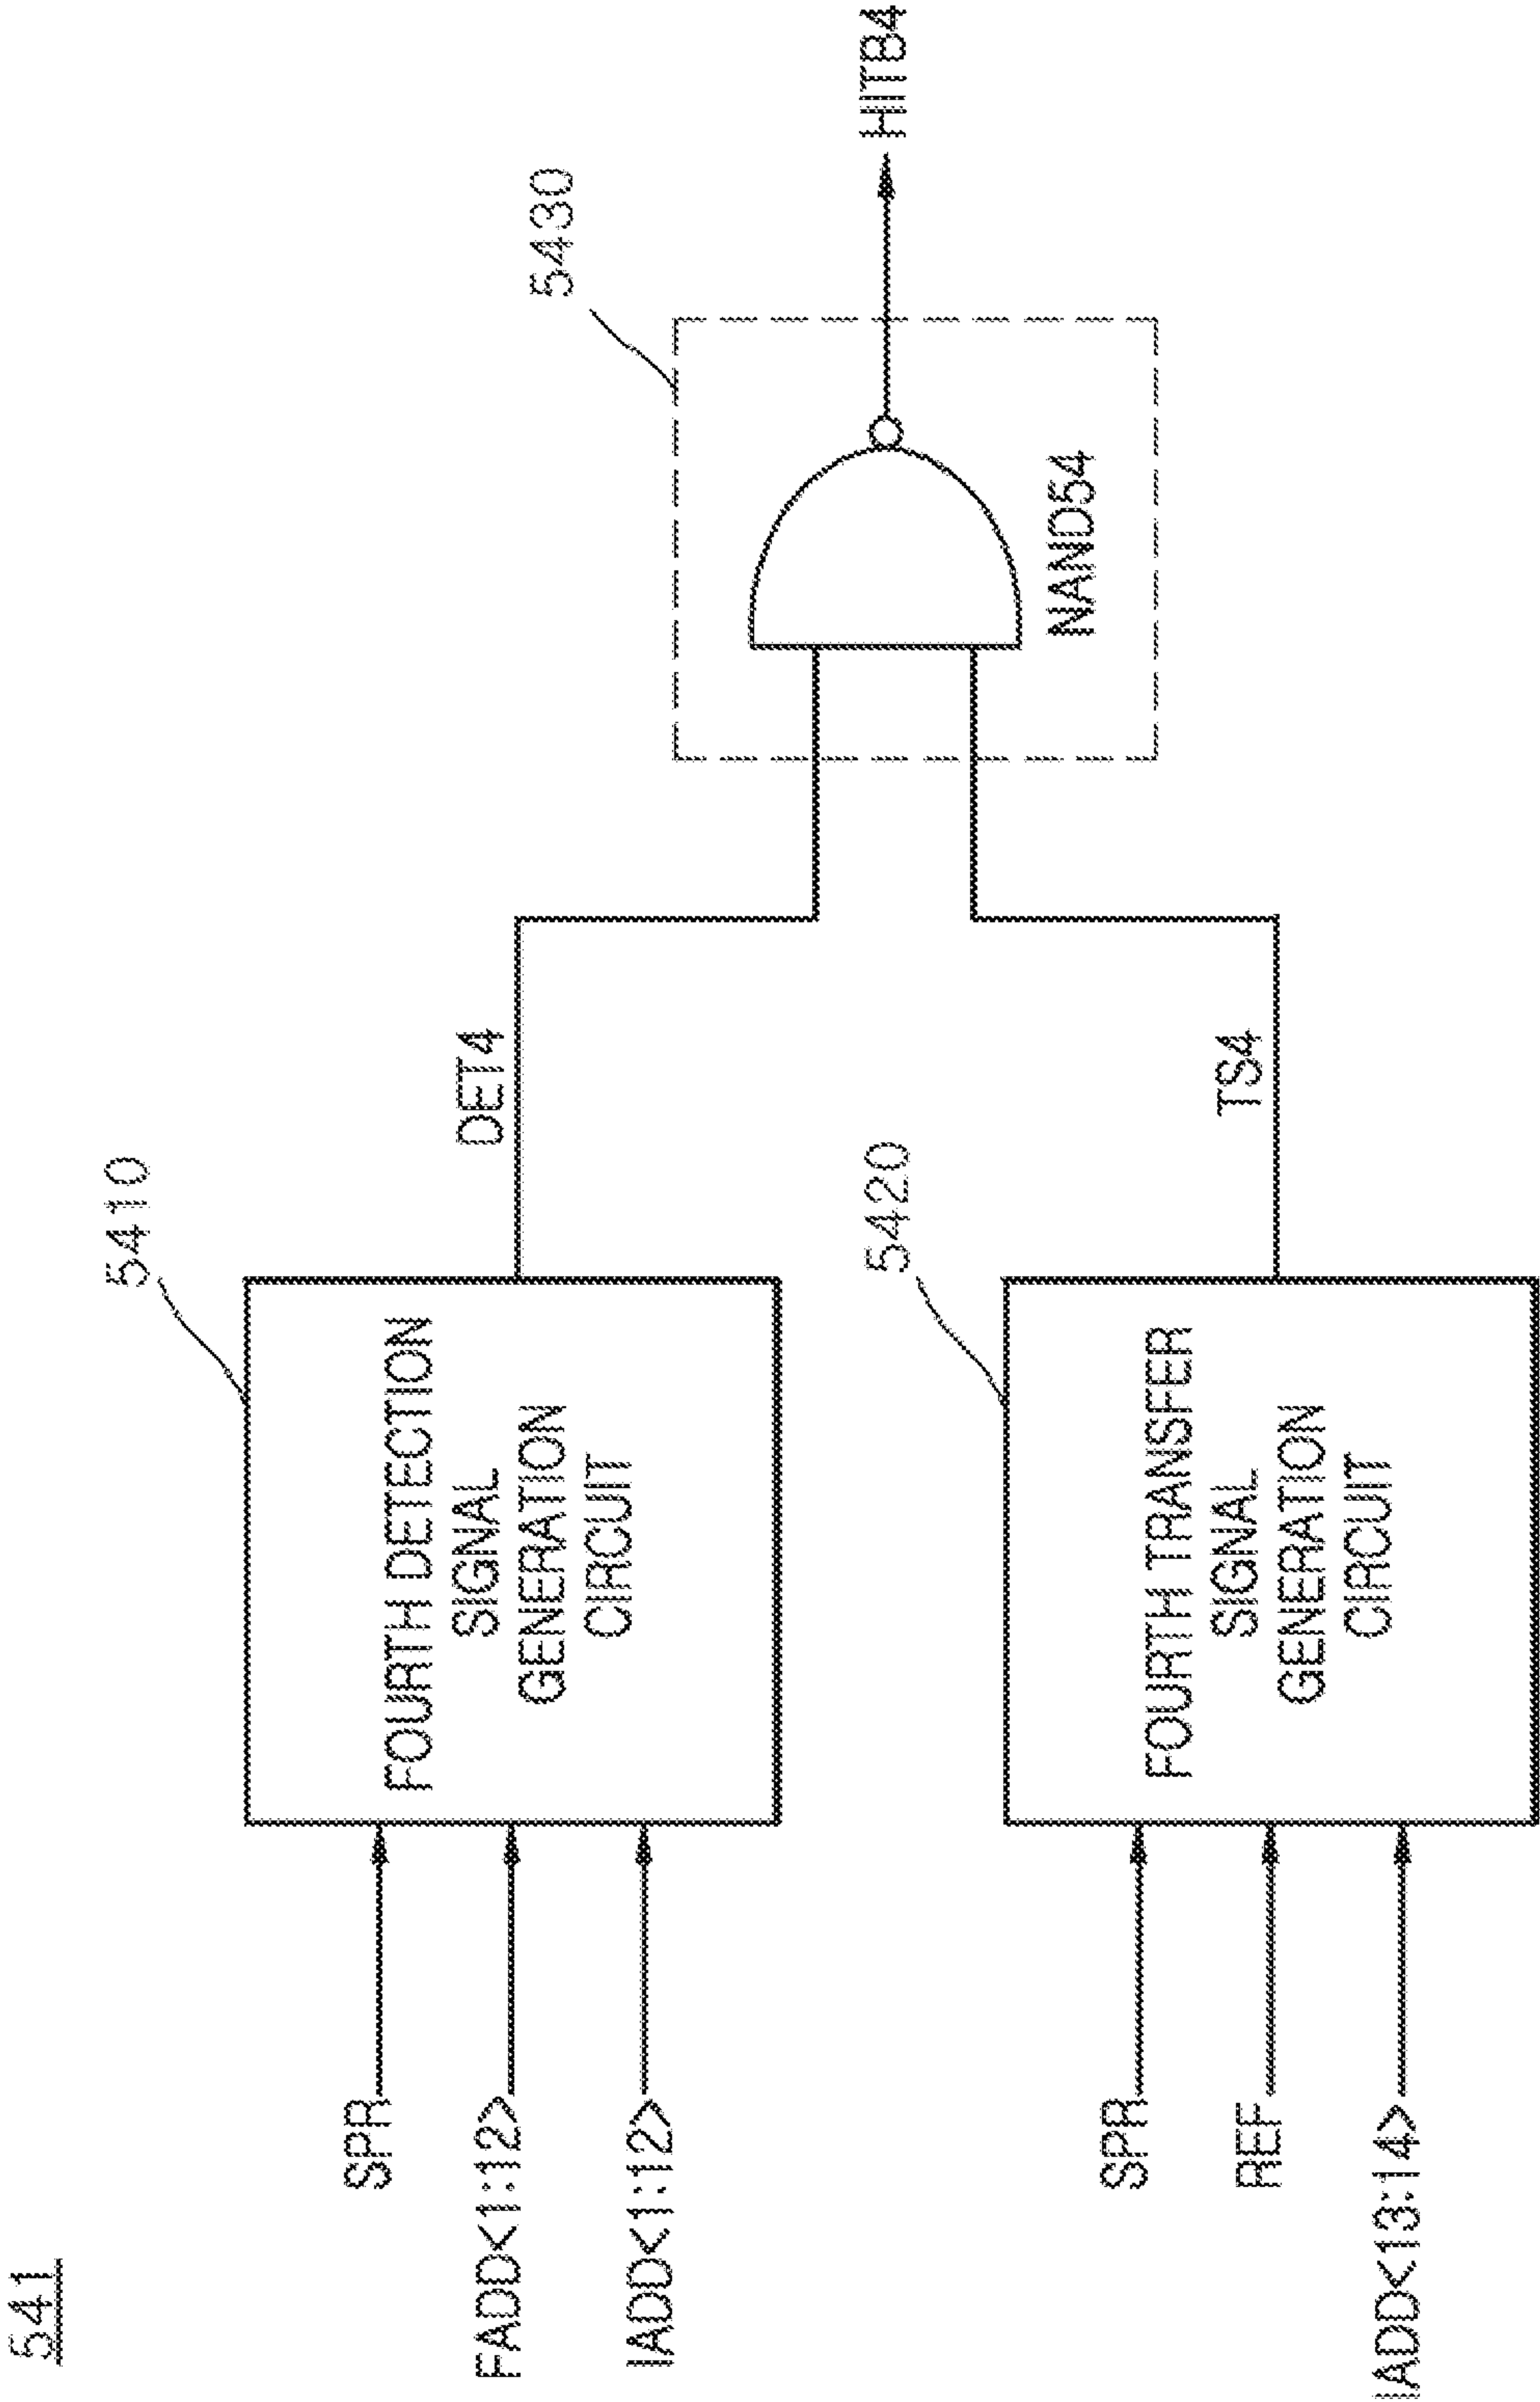 541
5410
SPR
FADD<1:12>
IADD<1:12>
FOURTH DETECTION
SIGNAL
GENERATION
CIRCUIT
DET4
5420
SPR
REF
IADD<13:14>
FOURTH TRANSFER
SIGNAL
GENERATION
CIRCUIT
TS4
5430
NAND54
HITB4